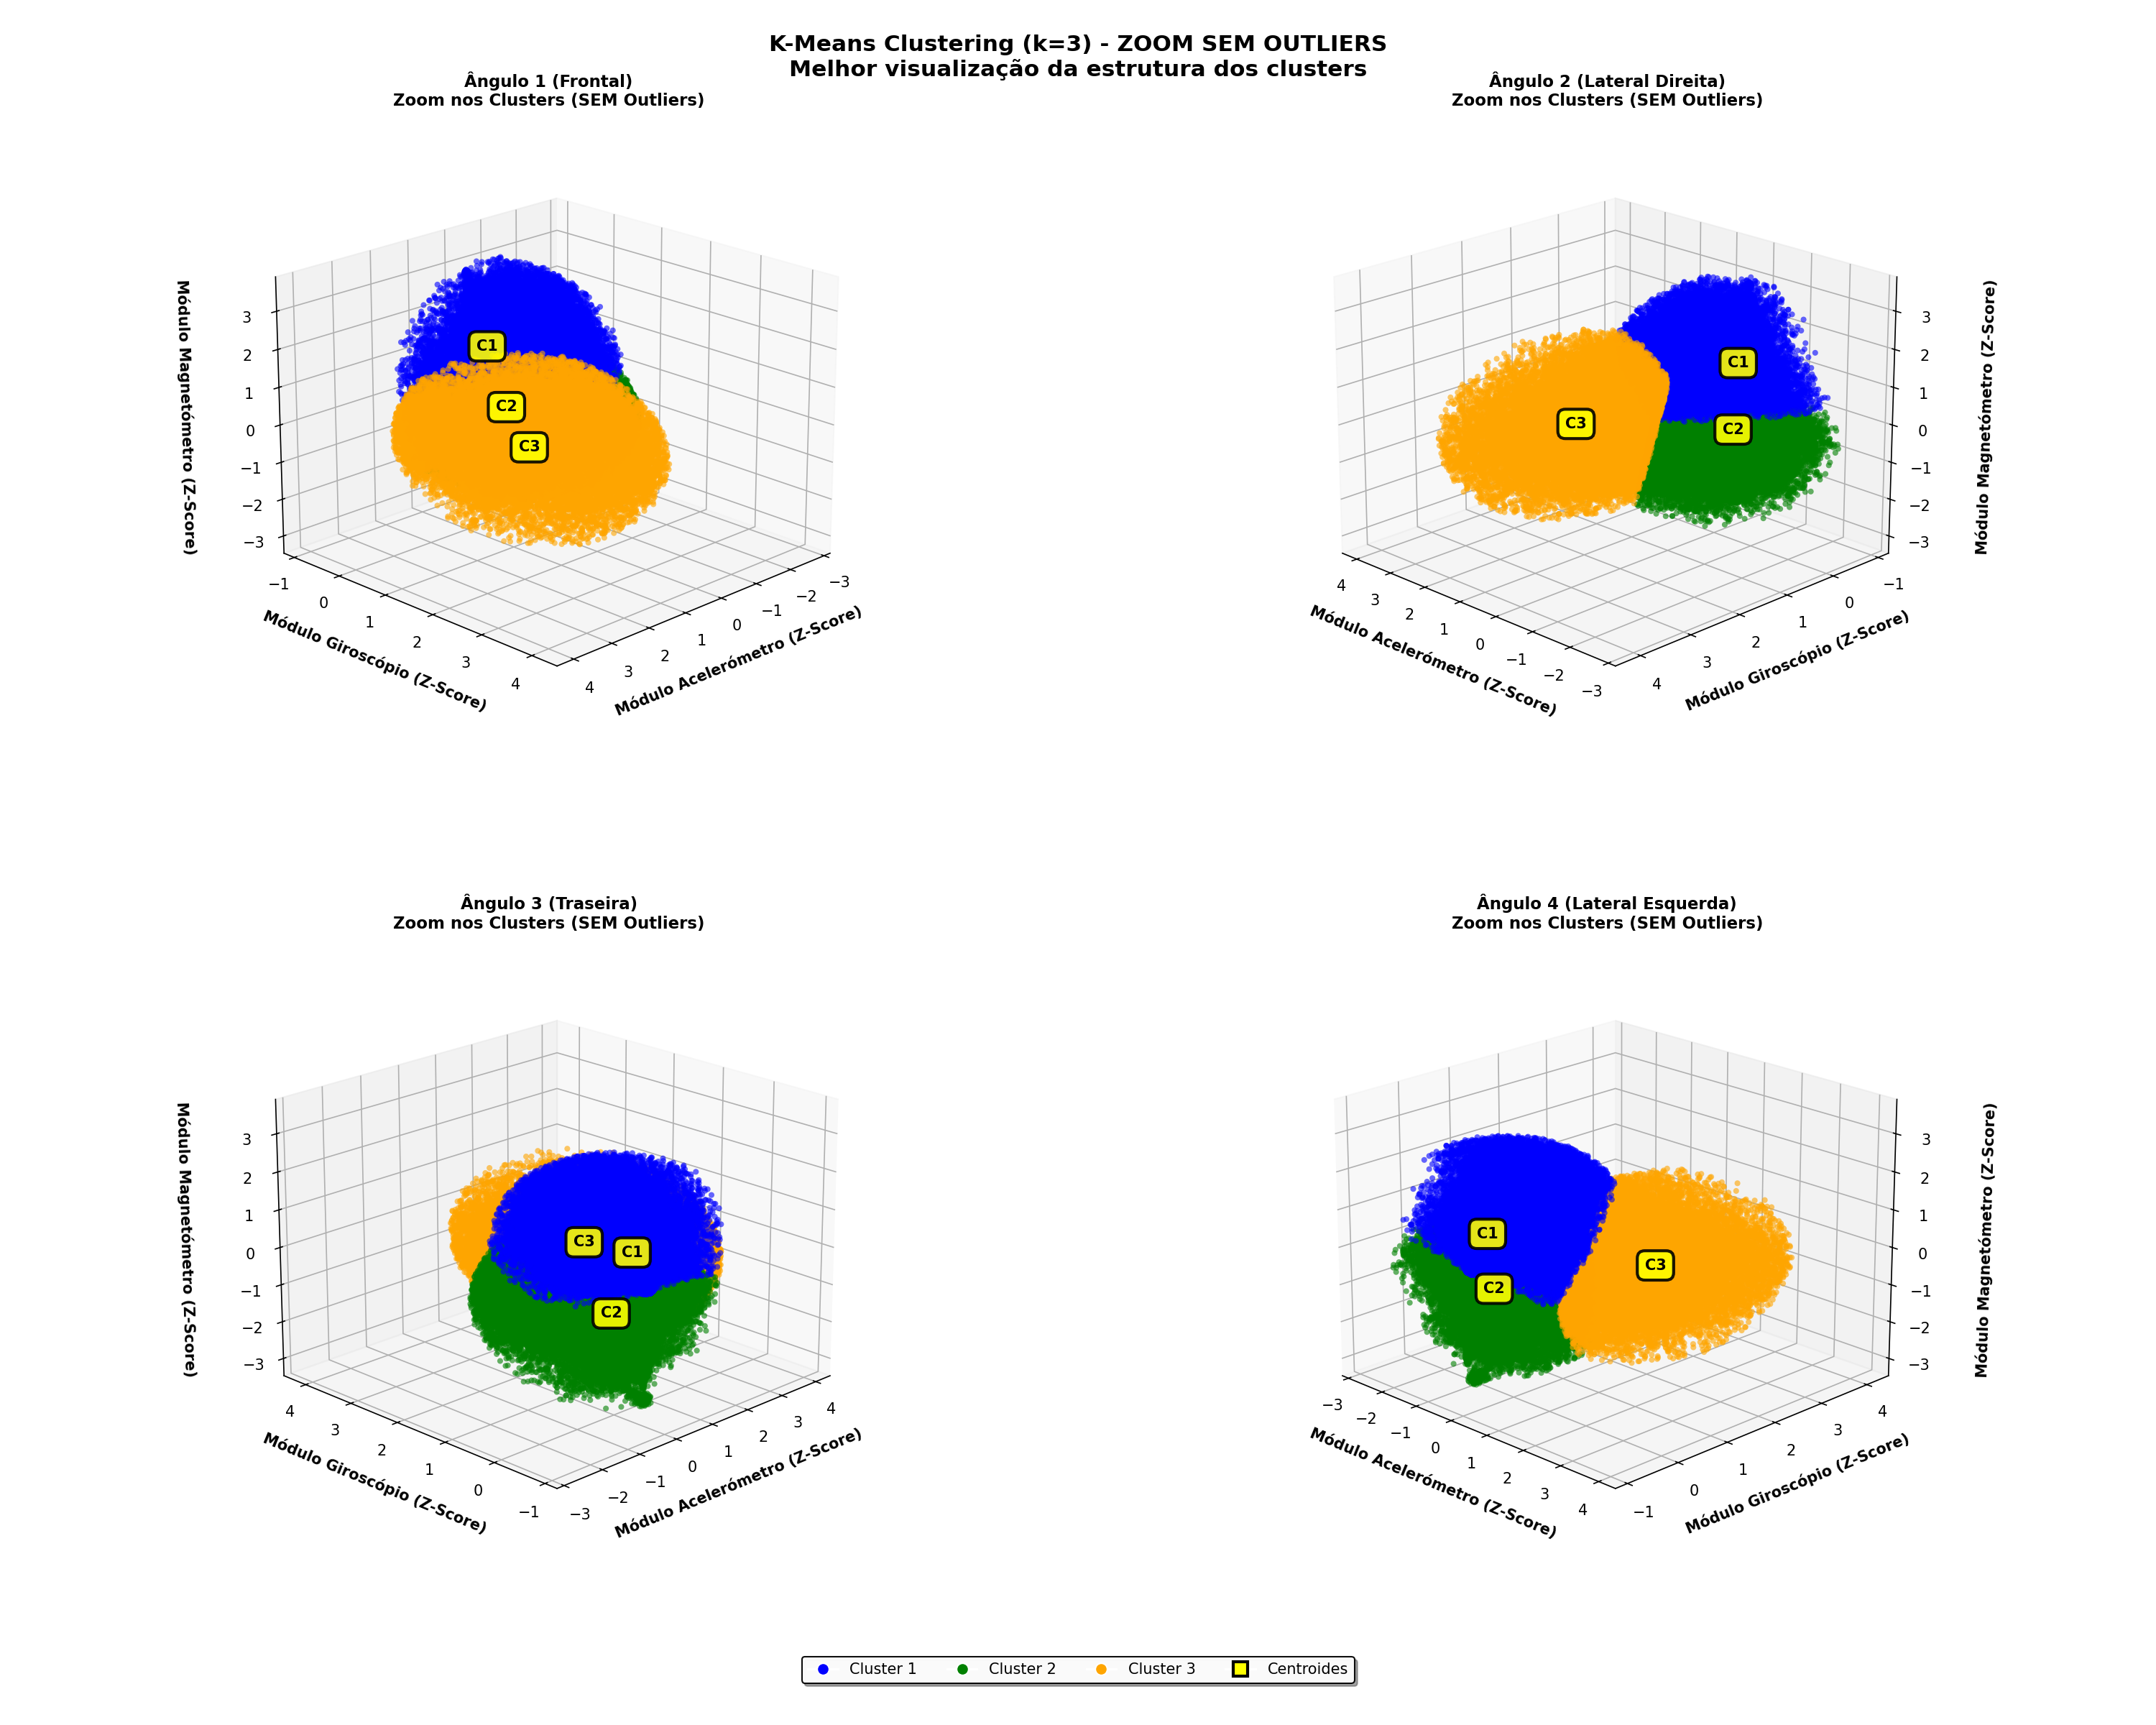 K-Means Clustering (k=3) - ZOOM SEM OUTLIERS
Melhor visualização da estrutura dos clusters
Ângulo 1 (Frontal)
Zoom nos Clusters (SEM Outliers)
C1
C2
C3
Módulo Magnetómetro (Z-Score)
3
2
1
0
−1
−2
−3
−1
0
1
2
3
4
Módulo Giroscópio (Z-Score)
4
3
2
1
0
−1
−2
−3
Módulo Acelerómetro (Z-Score)
Ângulo 2 (Lateral Direita)
Zoom nos Clusters (SEM Outliers)
C1
C3
C2
4
3
2
1
0
−1
−2
−3
Módulo Acelerómetro (Z-Score)
4
3
2
1
0
−1
Módulo Giroscópio (Z-Score)
3
2
1
0
−1
−2
−3
Módulo Magnetómetro (Z-Score)
Ângulo 3 (Traseira)
Zoom nos Clusters (SEM Outliers)
C3
C1
C2
Módulo Magnetómetro (Z-Score)
3
2
1
0
−1
−2
−3
4
3
2
1
0
−1
Módulo Giroscópio (Z-Score)
−3
−2
−1
0
1
2
3
4
Módulo Acelerómetro (Z-Score)
Ângulo 4 (Lateral Esquerda)
Zoom nos Clusters (SEM Outliers)
C1
C3
C2
−3
−2
−1
0
1
2
3
4
Módulo Acelerómetro (Z-Score)
−1
0
1
2
3
4
Módulo Giroscópio (Z-Score)
3
2
1
0
−1
−2
−3
Módulo Magnetómetro (Z-Score)
Cluster 1 Cluster 2 Cluster 3 Centroides